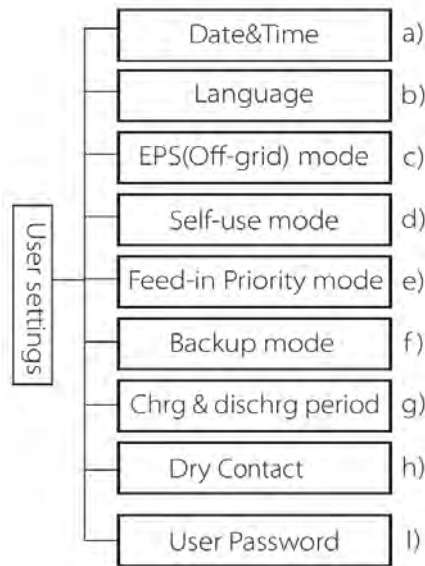 Date&Time a)
Language b)
EPS(Off-grid) mode c)
Self-use mode d)
User settings
Feed-in Priority mode e)
Backup mode f)
Chrg & dischrg period g)
Dry Contact h)
User Password l)